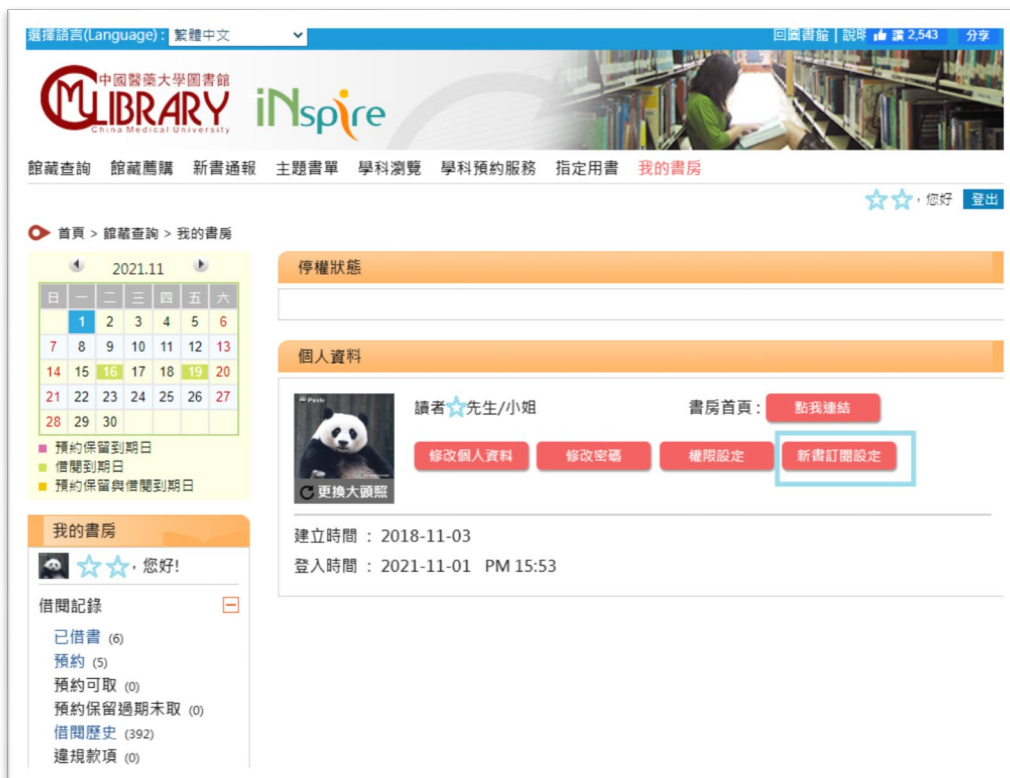 選擇語言(Language): 繁體中文
回圖書館 | 說明 讚 2,543 分享
中國醫藥大學圖書館
CMLIBRARY
China Medical University
iNspire
館藏查詢 館藏薦購 新書通報 主題書單 學科瀏覽 學科預約服務 指定用書 我的書房
，您好 登出
首頁 > 館藏查詢 > 我的書房
2021.11
日 一 二 三 四 五 六
1 2 3 4 5 6
7 8 9 10 11 12 13
14 15 16 17 18 19 20
21 22 23 24 25 26 27
28 29 30
預約保留到期日
借閱到期日
預約保留與借閱到期日
我的書房
，您好!
借閱記錄
已借書 (6)
預約 (5)
預約可取 (0)
預約保留過期未取 (0)
借閱歷史 (392)
違規款項 (0)
停權狀態
個人資料
更換大頭照
讀者 先生/小姐
書房首頁 : 點我連結
修改個人資料 修改密碼 權限設定 新書訂閱設定
建立時間 : 2018-11-03
登入時間 : 2021-11-01 PM 15:53